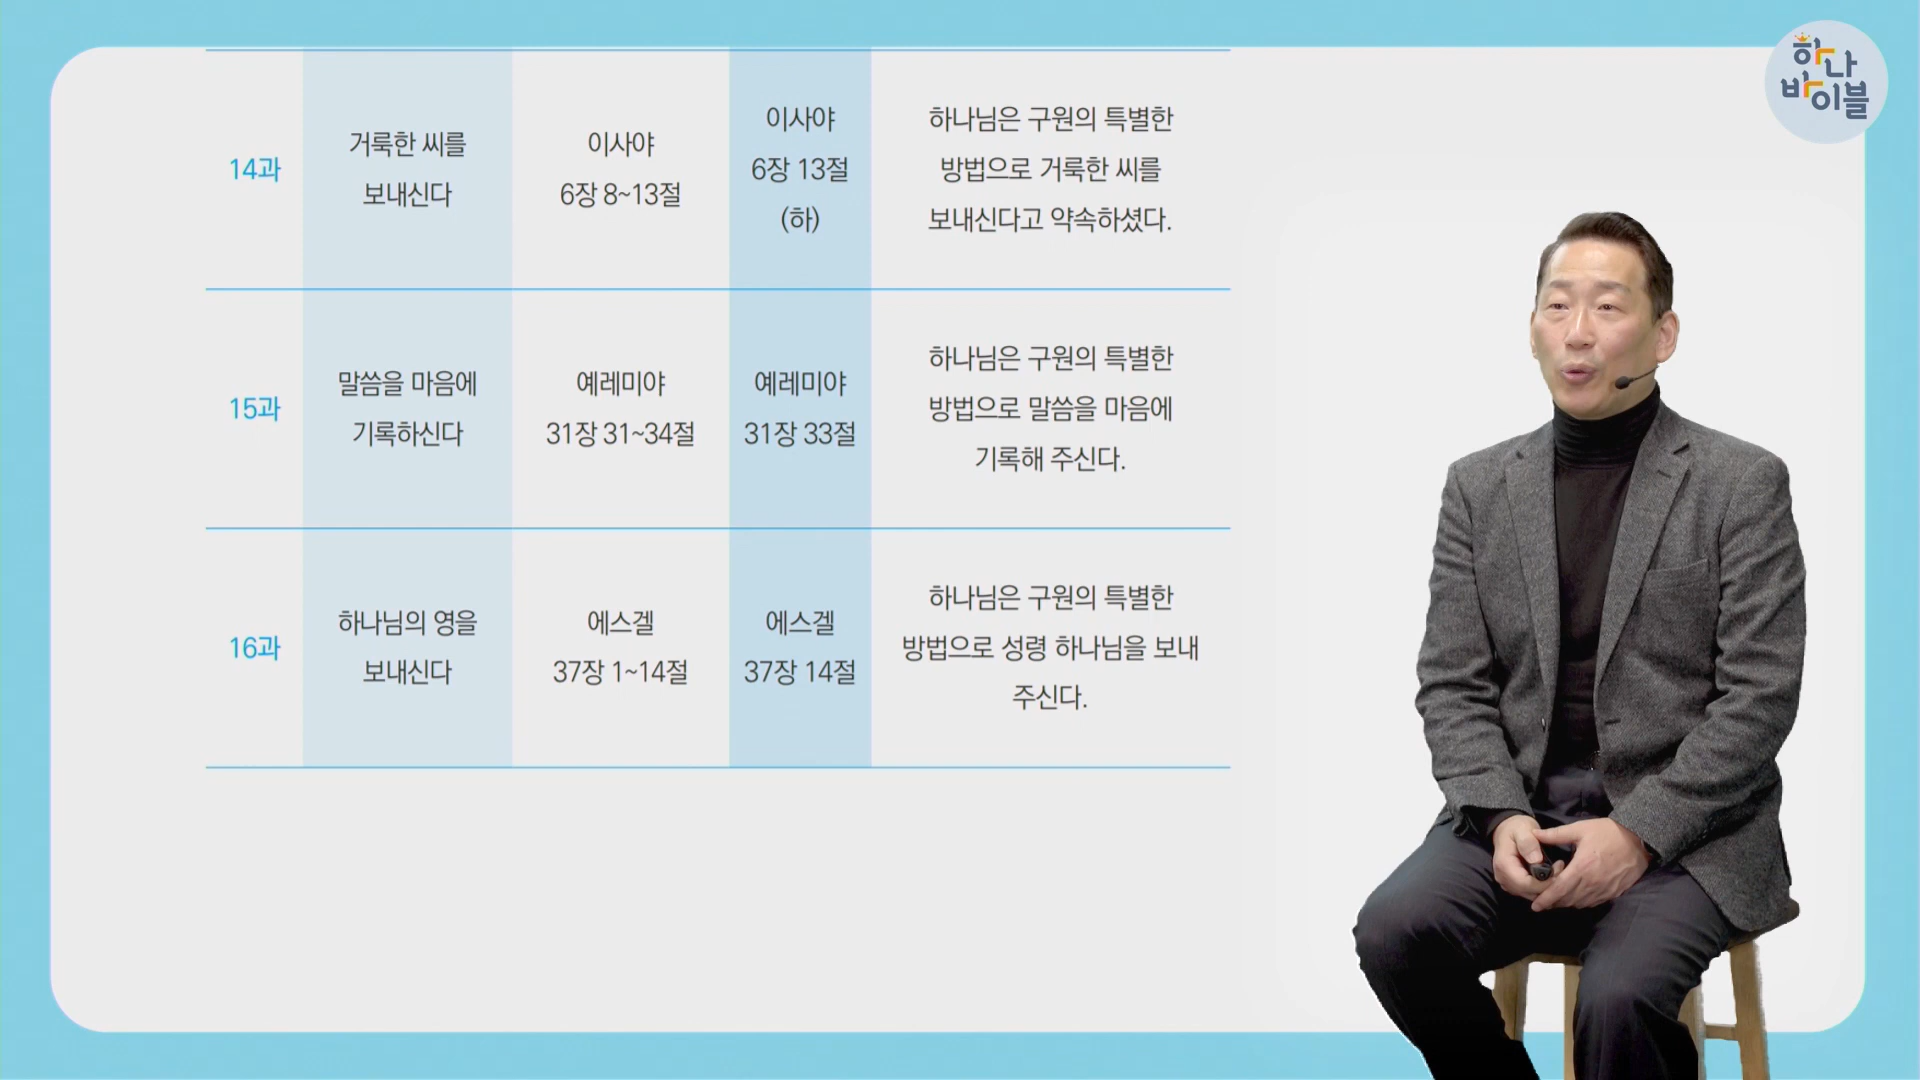 하나
바이블
14과
거룩한 씨를
보내신다
이사야
6장 8~13절
이사야
6장 13절
(하)
하나님은 구원의 특별한
방법으로 거룩한 씨를
보내신다고 약속하셨다.
15과
말씀을 마음에
기록하신다
예레미야
31장 31~34절
예레미야
31장 33절
하나님은 구원의 특별한
방법으로 말씀을 마음에
기록해 주신다.
16과
하나님의 영을
보내신다
에스겔
37장 1~14절
에스겔
37장 14절
하나님은 구원의 특별한
방법으로 성령 하나님을 보내
주신다.